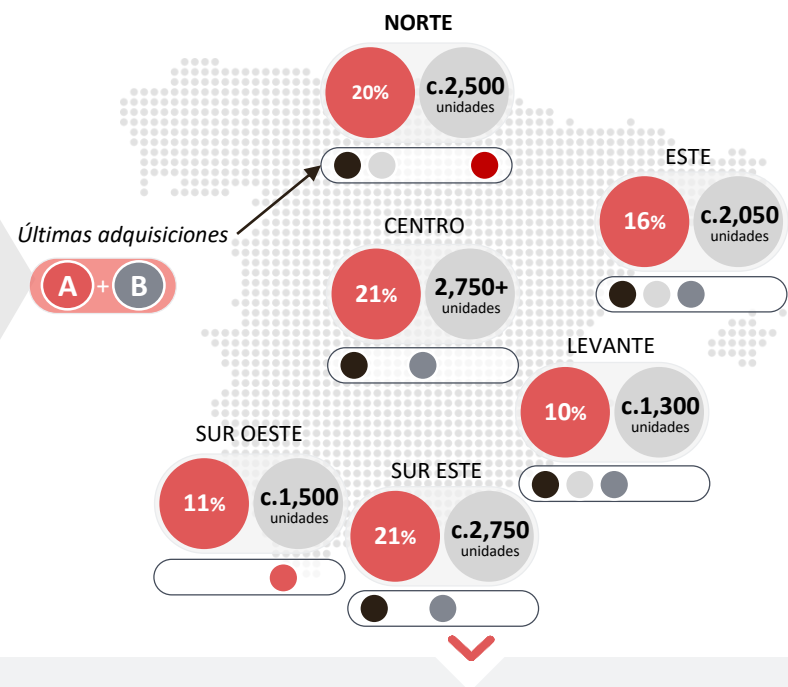 NORTE
20%
c.2,500
unidades
ESTE
16%
c.2,050
unidades
Últimas adquisiciones
A + B
CENTRO
21%
2,750+
unidades
LEVANTE
10%
c.1,300
unidades
SUR OESTE
11%
c.1,500
unidades
SUR ESTE
21%
c.2,750
unidades